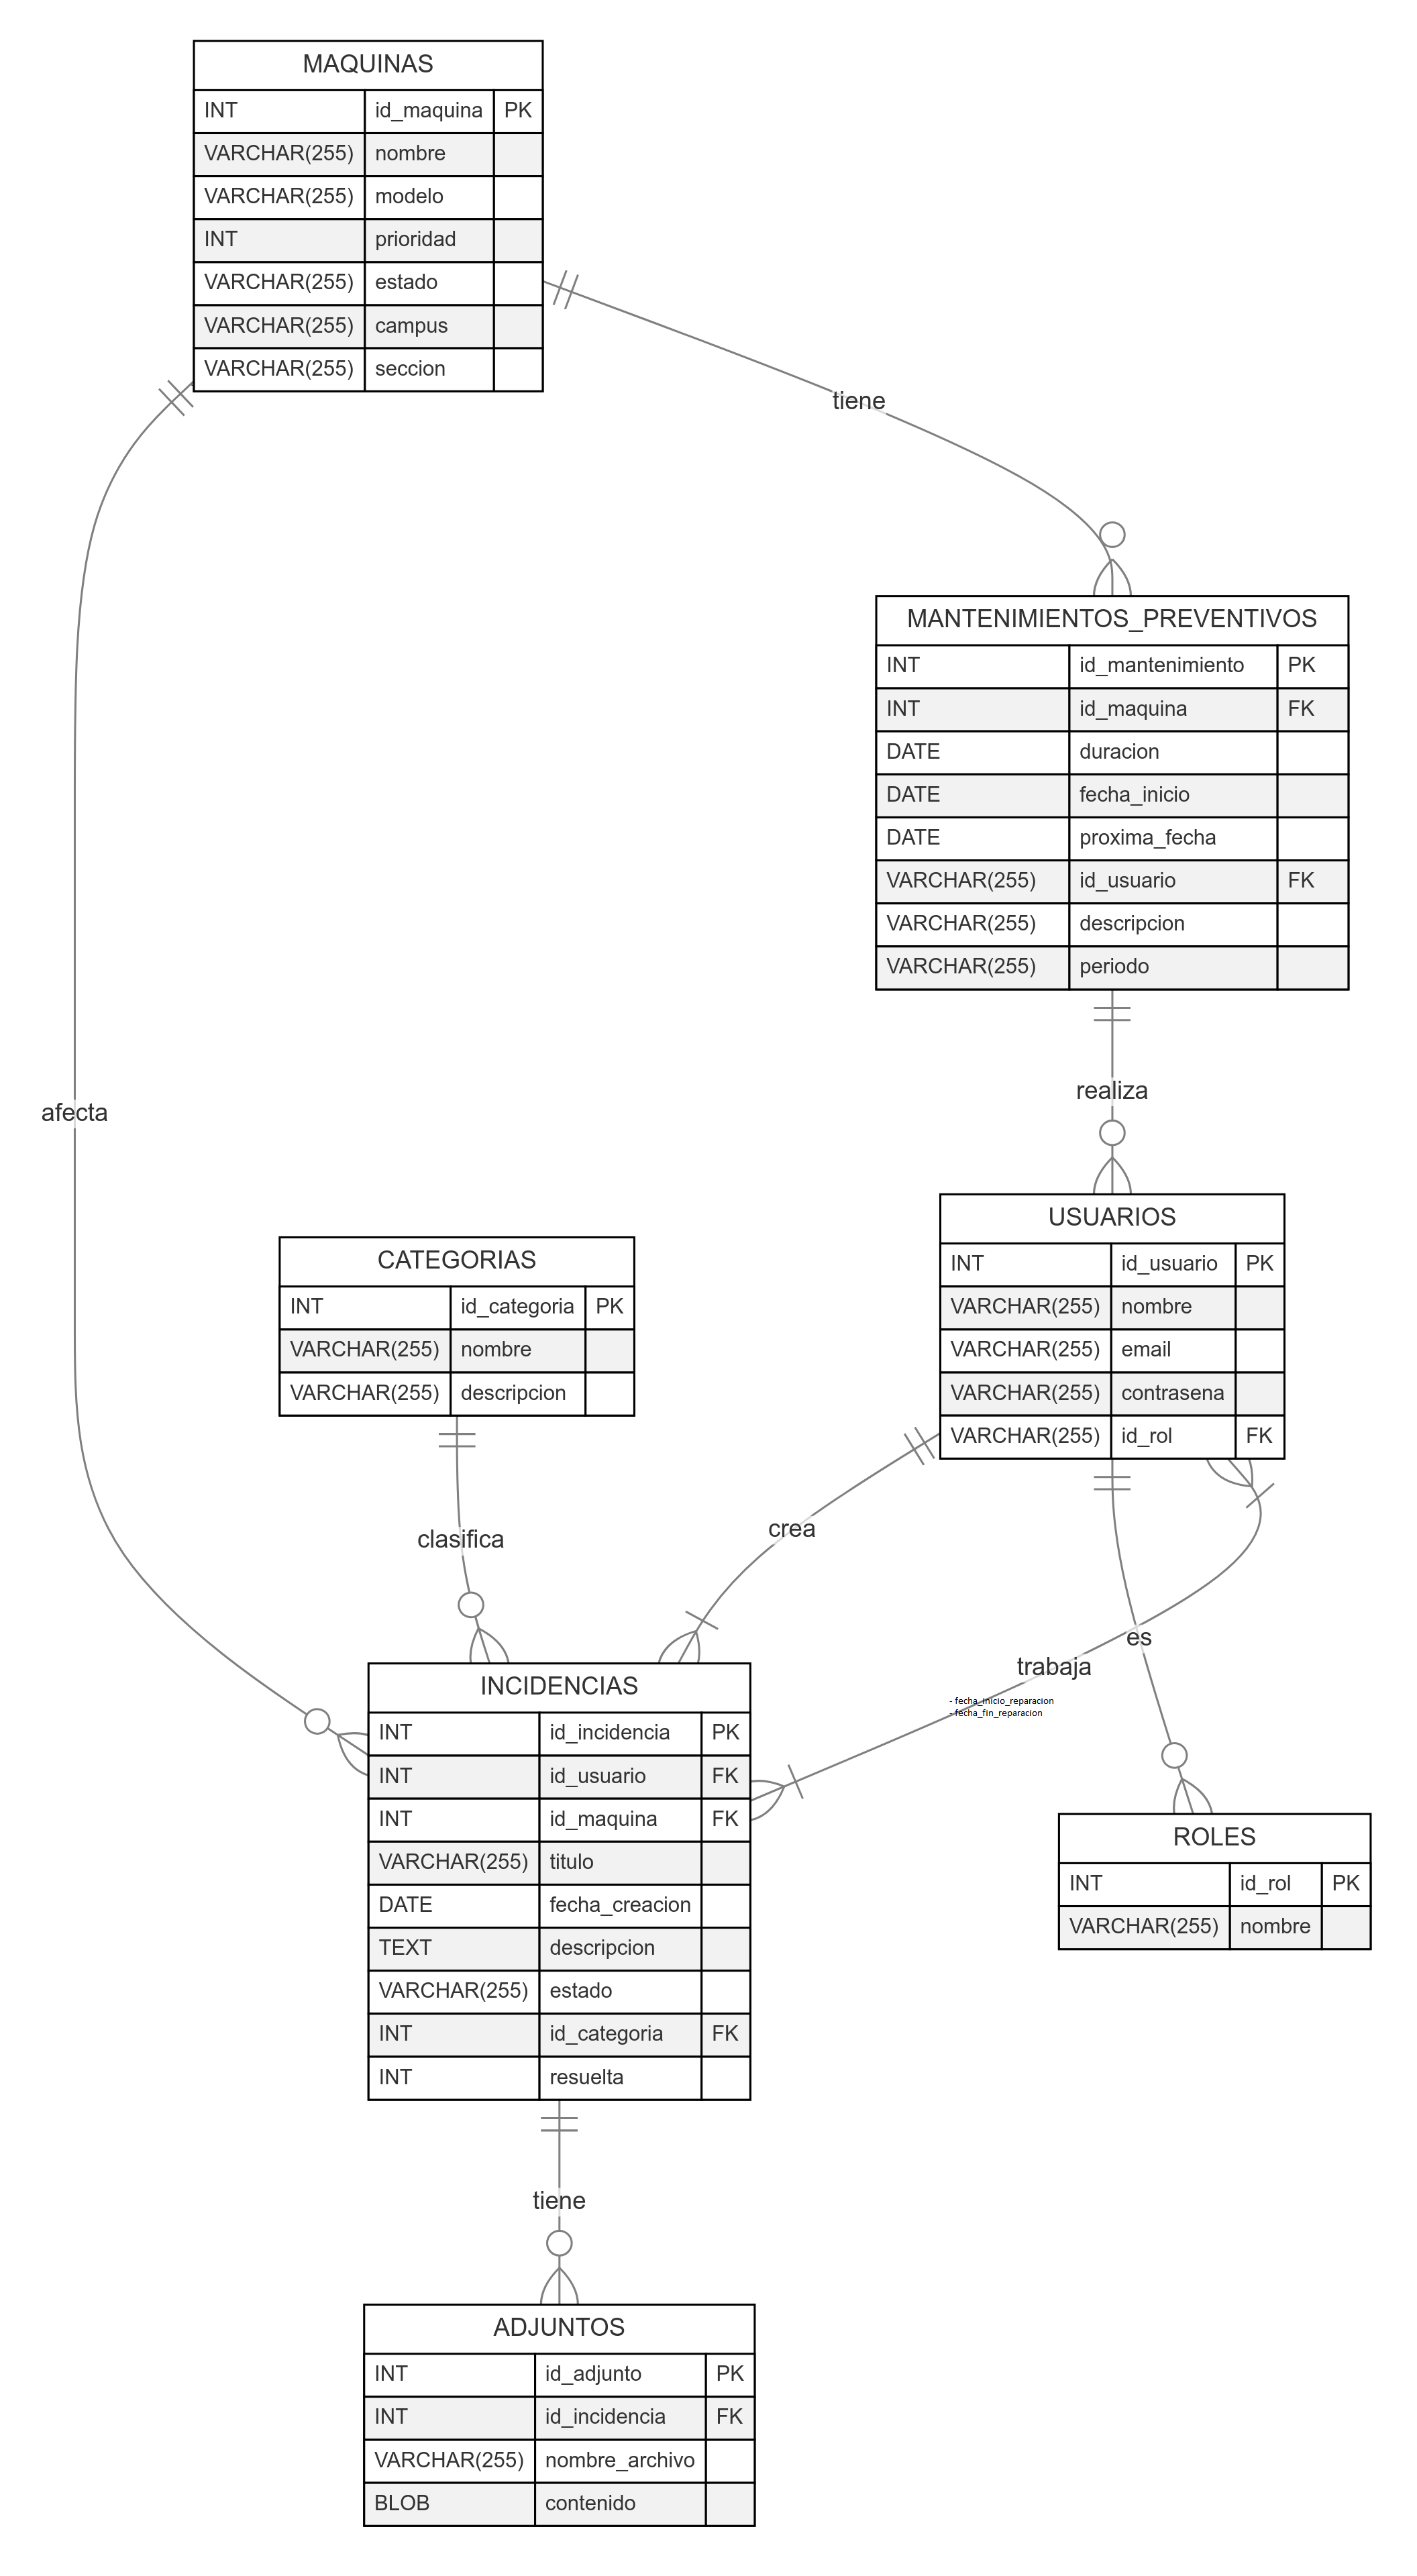 MAQUINAS
INT id_maquina PK
VARCHAR(255) nombre
VARCHAR(255) modelo
INT prioridad
VARCHAR(255) estado
VARCHAR(255) campus
VARCHAR(255) seccion
tiene
MANTENIMIENTOS_PREVENTIVOS
INT id_mantenimiento PK
INT id_maquina FK
DATE duracion
DATE fecha_inicio
DATE proxima_fecha
VARCHAR(255) id_usuario FK
VARCHAR(255) descripcion
VARCHAR(255) periodo
realiza
afecta
USUARIOS
INT id_usuario PK
VARCHAR(255) nombre
VARCHAR(255) email
VARCHAR(255) contrasena
VARCHAR(255) id_rol FK
CATEGORIAS
INT id_categoria PK
VARCHAR(255) nombre
VARCHAR(255) descripcion
clasifica
crea
es
trabaja
- fecha_inicio_reparacion
- fecha_fin_reparacion
INCIDENCIAS
INT id_incidencia PK
INT id_usuario FK
INT id_maquina FK
VARCHAR(255) titulo
DATE fecha_creacion
TEXT descripcion
VARCHAR(255) estado
INT id_categoria FK
INT resuelta
ROLES
INT id_rol PK
VARCHAR(255) nombre
tiene
ADJUNTOS
INT id_adjunto PK
INT id_incidencia FK
VARCHAR(255) nombre_archivo
BLOB contenido